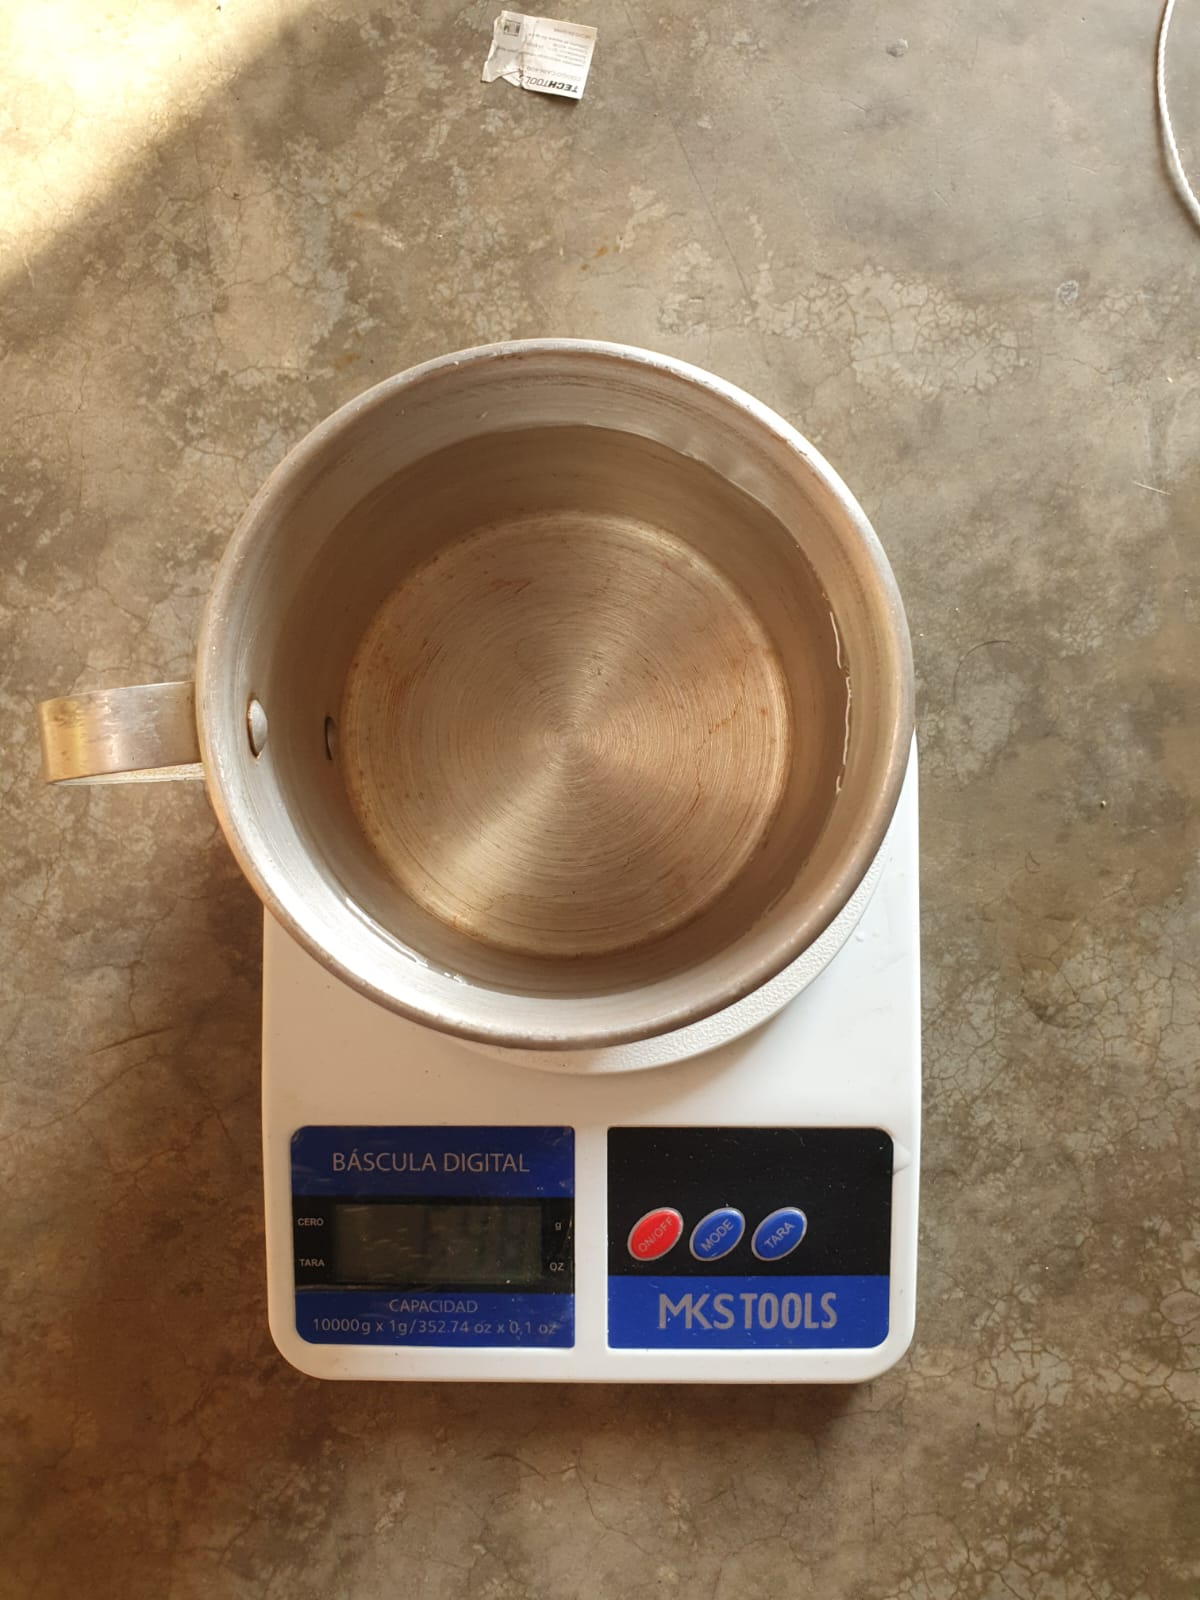 TECHTOOLS
BÁSCULA DIGITAL
CERO
g
TARA
OZ
CAPACIDAD
10000g x 1g/352.74 oz x 0.1 oz
ON/OFF
MODE
TARA
MKSTOOLS